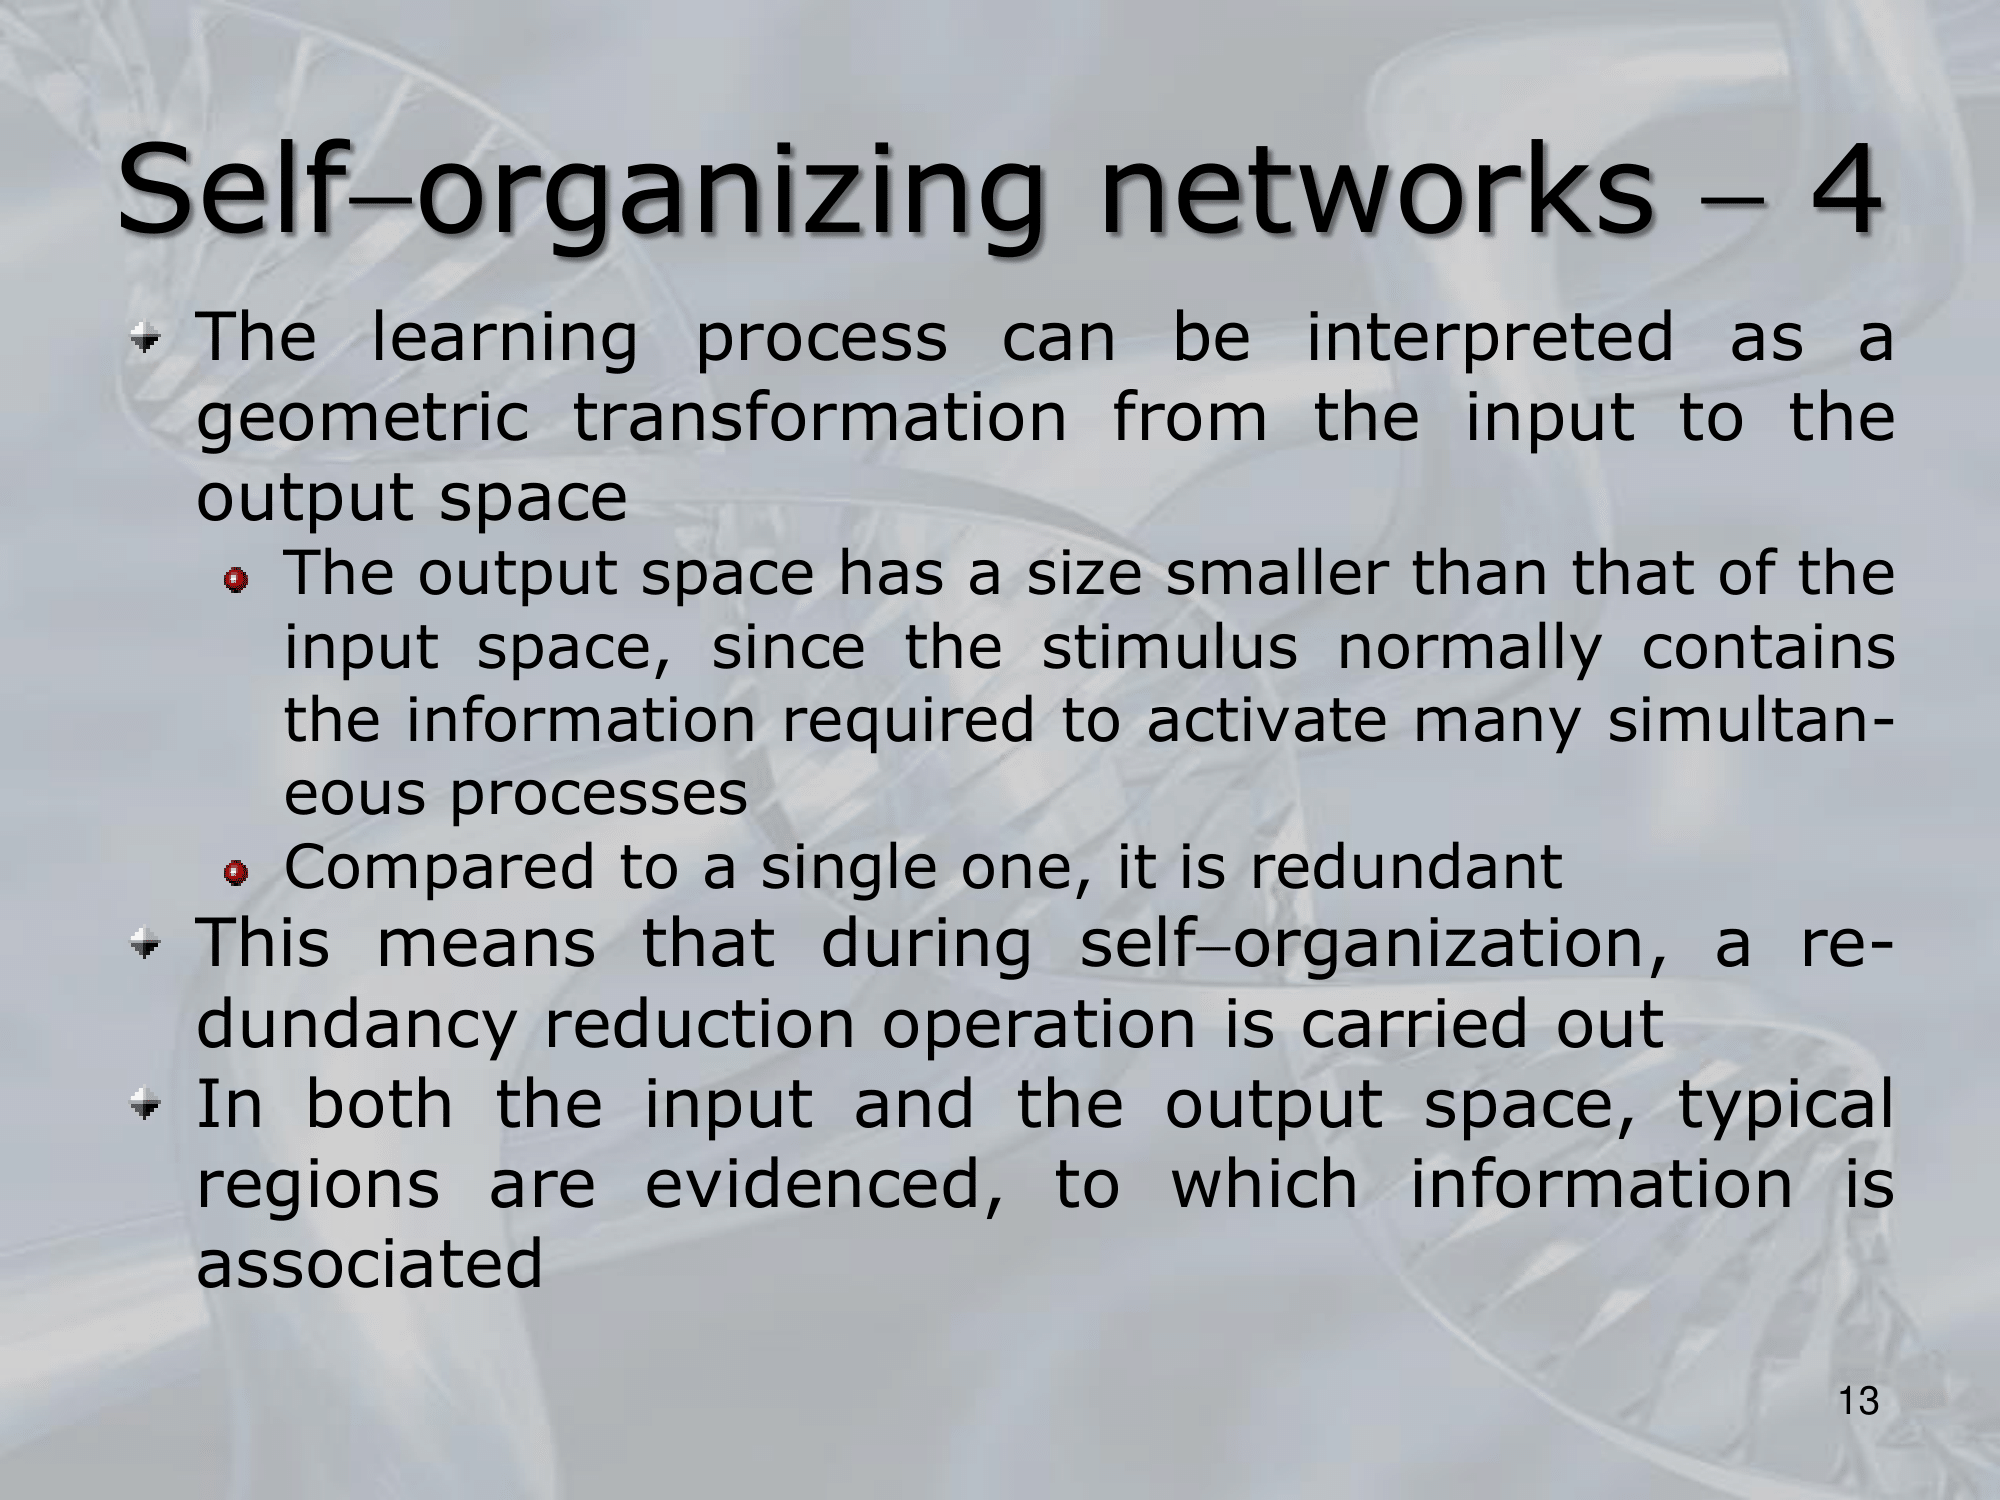 Self–organizing networks – 4
The learning process can be interpreted as a
geometric transformation from the input to the
output space
The output space has a size smaller than that of the
input space, since the stimulus normally contains
the information required to activate many simultan-
eous processes
Compared to a single one, it is redundant
This means that during self–organization, a re-
dundancy reduction operation is carried out
In both the input and the output space, typical
regions are evidenced, to which information is
associated
13